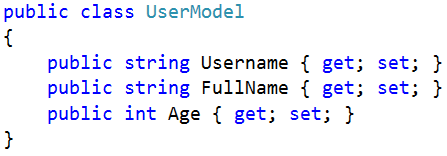 public class UserModel
{
    public string Username { get; set; }
    public string FullName { get; set; }
    public int Age { get; set; }
}